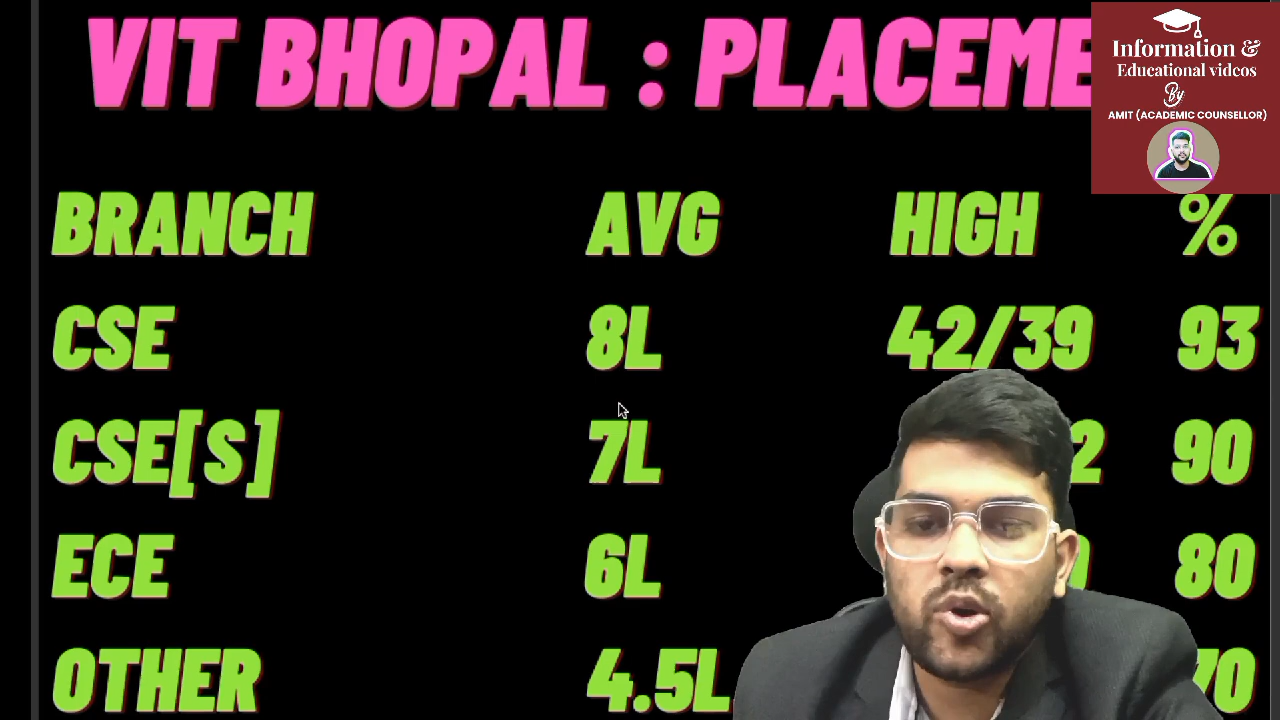 VIT BHOPAL : PLACEME
Information &
Educational videos
By
AMIT (ACADEMIC COUNSELLOR)
BRANCH AVG HIGH %
CSE 8L 42/39 93
CSE[S] 7L 90
ECE 6L 80
OTHER 4.5L